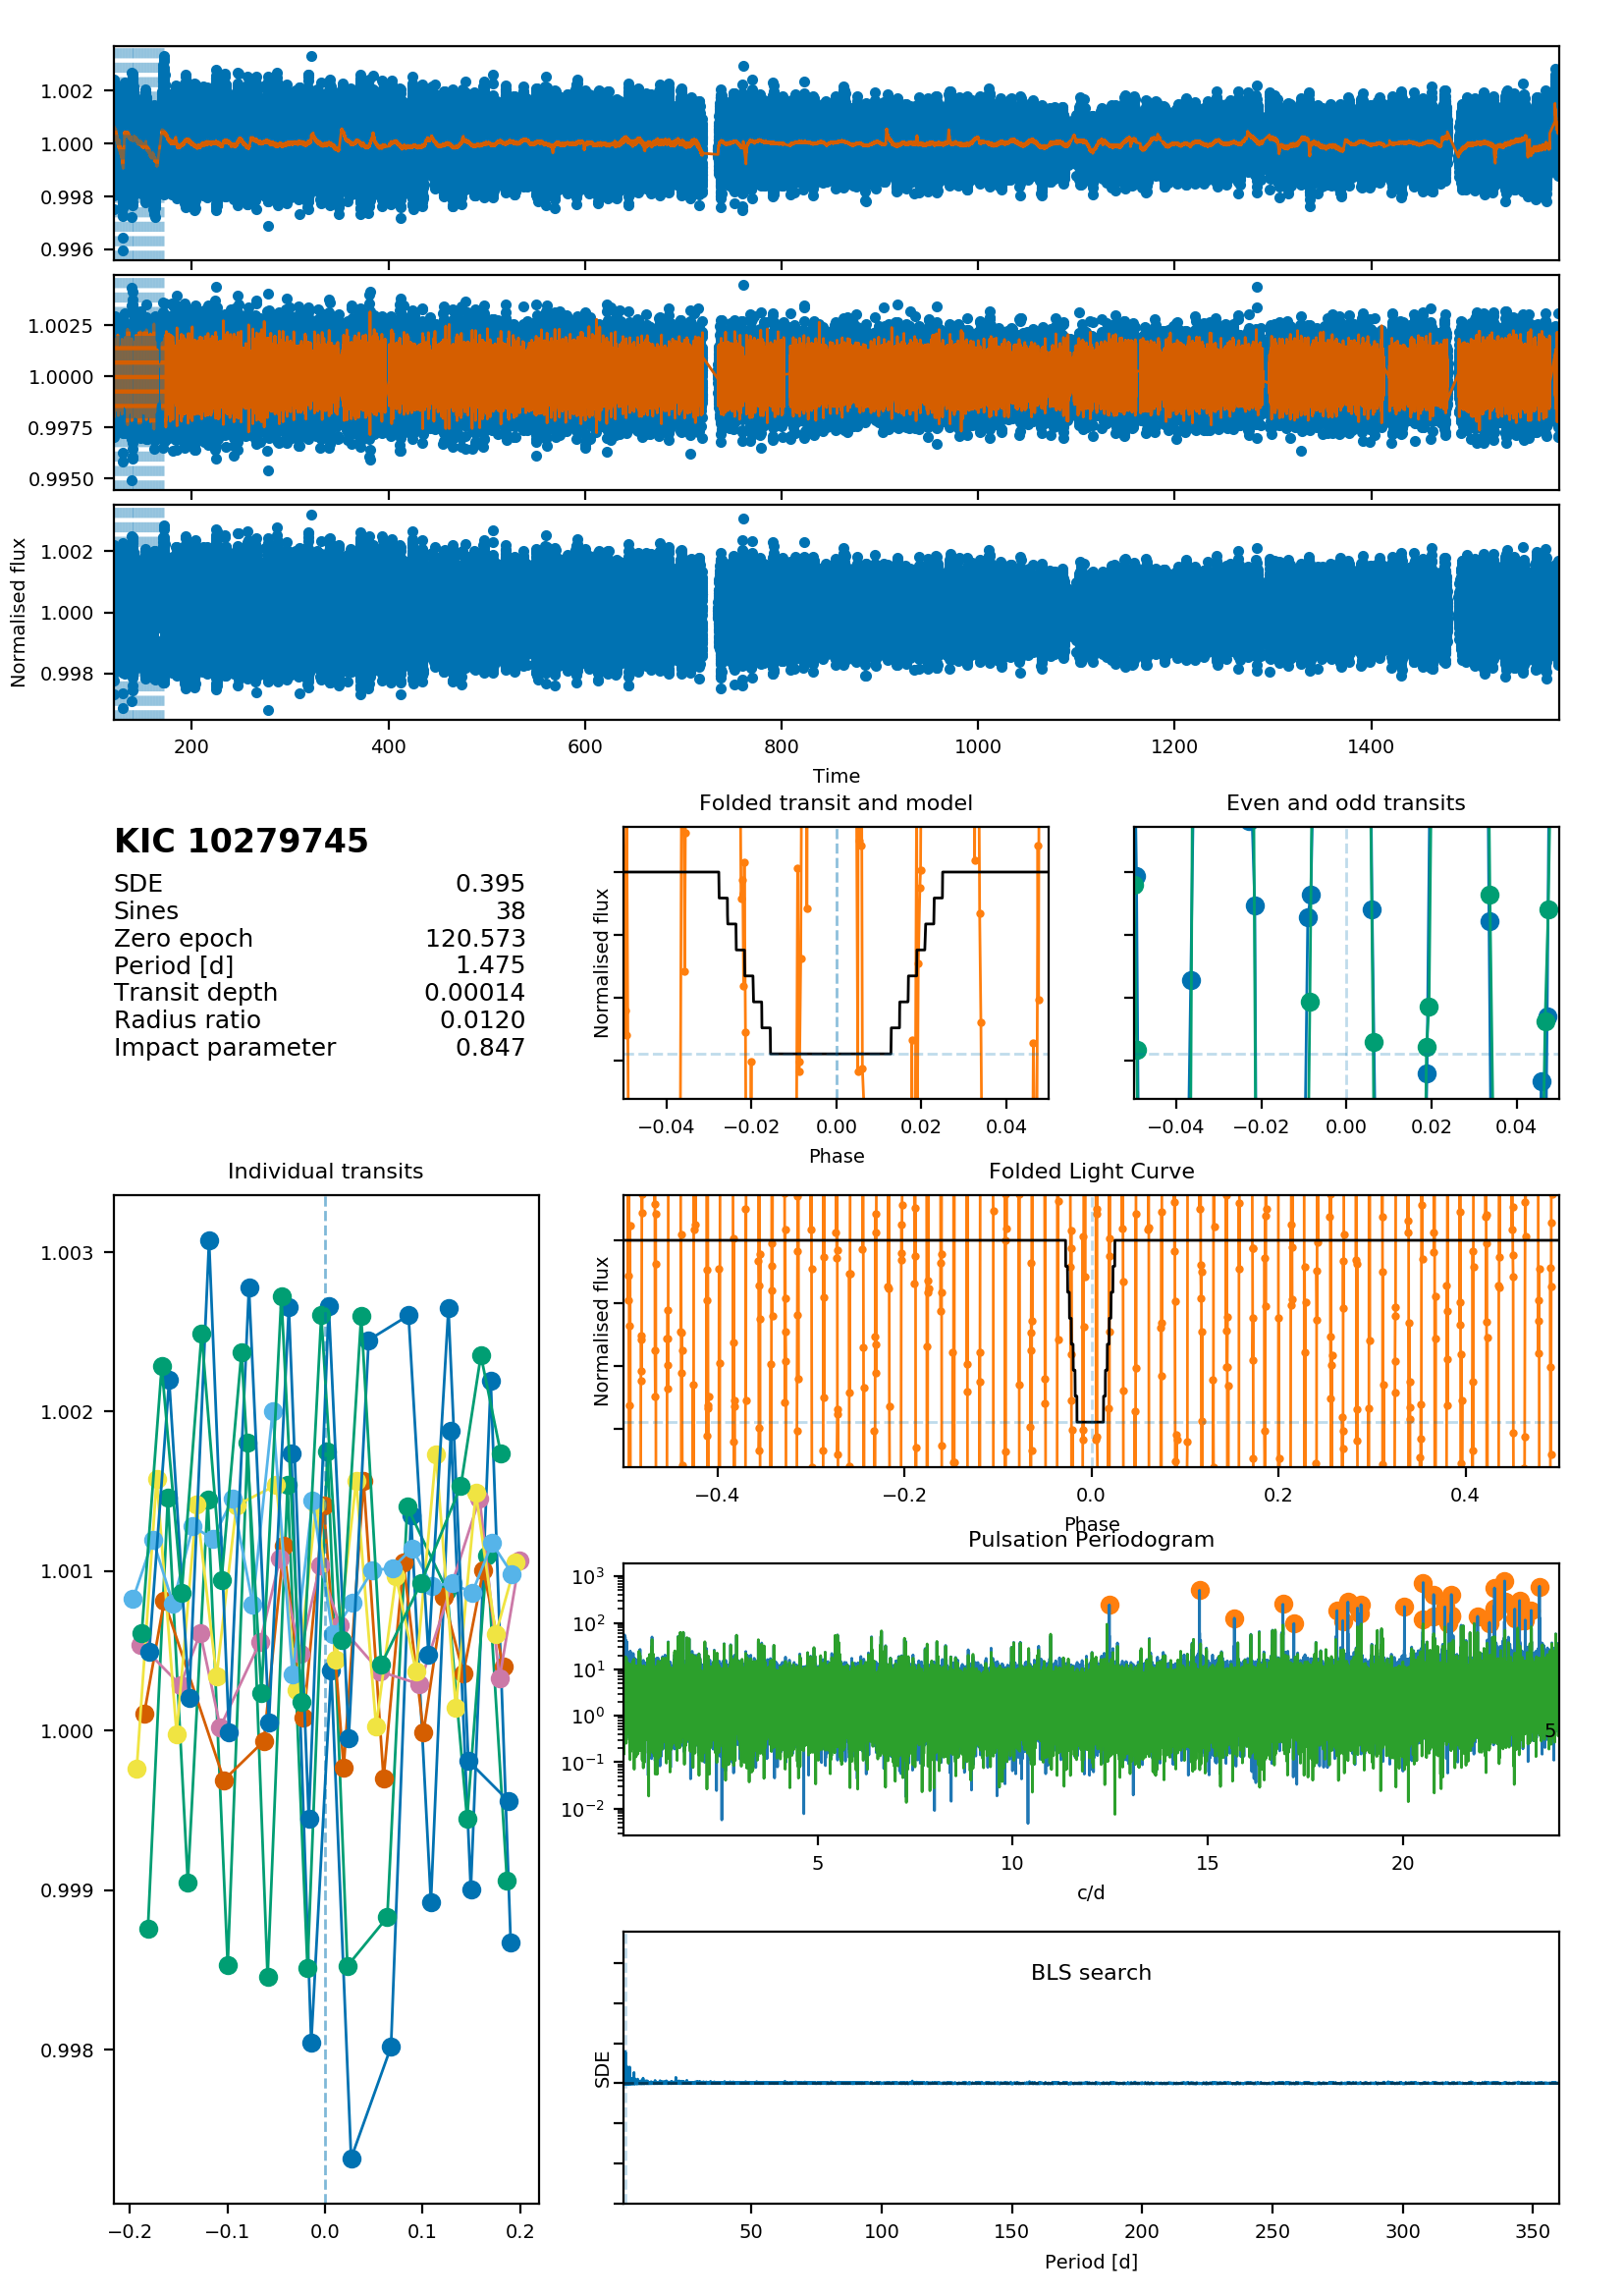 1.002
1.000
0.998
0.996
1.0025
1.0000
0.9975
0.9950
Normalised flux
1.002
1.000
0.998
200 400 600 800 1000 1200 1400
Time
KIC 10279745
SDE 0.395
Sines 38
Zero epoch 120.573
Period [d] 1.475
Transit depth 0.00014
Radius ratio 0.0120
Impact parameter 0.847
Folded transit and model
Normalised flux
−0.04 −0.02 0.00 0.02 0.04
Phase
Even and odd transits
−0.04 −0.02 0.00 0.02 0.04
Individual transits
1.003
1.002
1.001
1.000
0.999
0.998
−0.2 −0.1 0.0 0.1 0.2
Folded Light Curve
Normalised flux
−0.4 −0.2 0.0 0.2 0.4
Phase
Pulsation Periodogram
10³
10²
10¹
10⁰
10⁻¹
10⁻²
5
5 10 15 20
c/d
BLS search
SDE
50 100 150 200 250 300 350
Period [d]